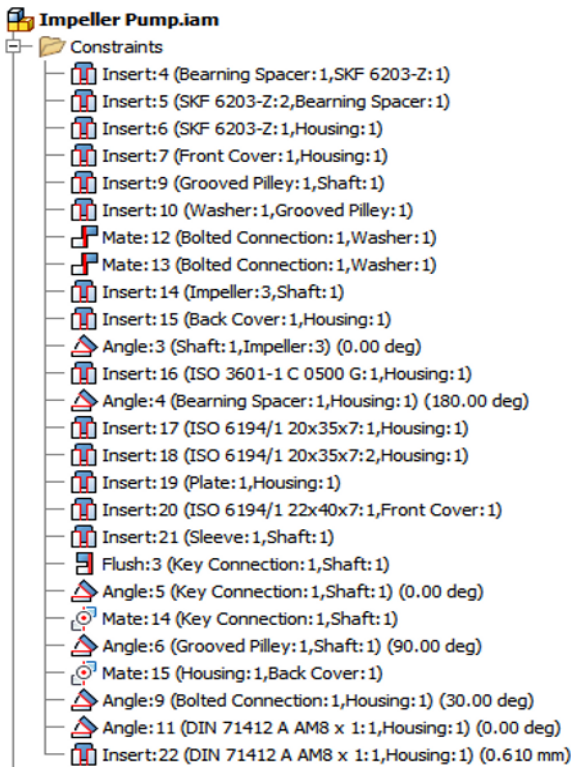 Impeller Pump.iam
Constraints
Insert:4 (Bearning Spacer:1,SKF 6203-Z:1)
Insert:5 (SKF 6203-Z:2,Bearning Spacer:1)
Insert:6 (SKF 6203-Z:1,Housing:1)
Insert:7 (Front Cover:1,Housing:1)
Insert:9 (Grooved Pilley:1,Shaft:1)
Insert:10 (Washer:1,Grooved Pilley:1)
Mate:12 (Bolted Connection:1,Washer:1)
Mate:13 (Bolted Connection:1,Washer:1)
Insert:14 (Impeller:3,Shaft:1)
Insert:15 (Back Cover:1,Housing:1)
Angle:3 (Shaft:1,Impeller:3) (0.00 deg)
Insert:16 (ISO 3601-1 C 0500 G:1,Housing:1)
Angle:4 (Bearning Spacer:1,Housing:1) (180.00 deg)
Insert:17 (ISO 6194/1 20x35x7:1,Housing:1)
Insert:18 (ISO 6194/1 20x35x7:2,Housing:1)
Insert:19 (Plate:1,Housing:1)
Insert:20 (ISO 6194/1 22x40x7:1,Front Cover:1)
Insert:21 (Sleeve:1,Shaft:1)
Flush:3 (Key Connection:1,Shaft:1)
Angle:5 (Key Connection:1,Shaft:1) (0.00 deg)
Mate:14 (Key Connection:1,Shaft:1)
Angle:6 (Grooved Pilley:1,Shaft:1) (90.00 deg)
Mate:15 (Housing:1,Back Cover:1)
Angle:9 (Bolted Connection:1,Housing:1) (30.00 deg)
Angle:11 (DIN 71412 A AM8 x 1:1,Housing:1) (0.00 deg)
Insert:22 (DIN 71412 A AM8 x 1:1,Housing:1) (0.610 mm)